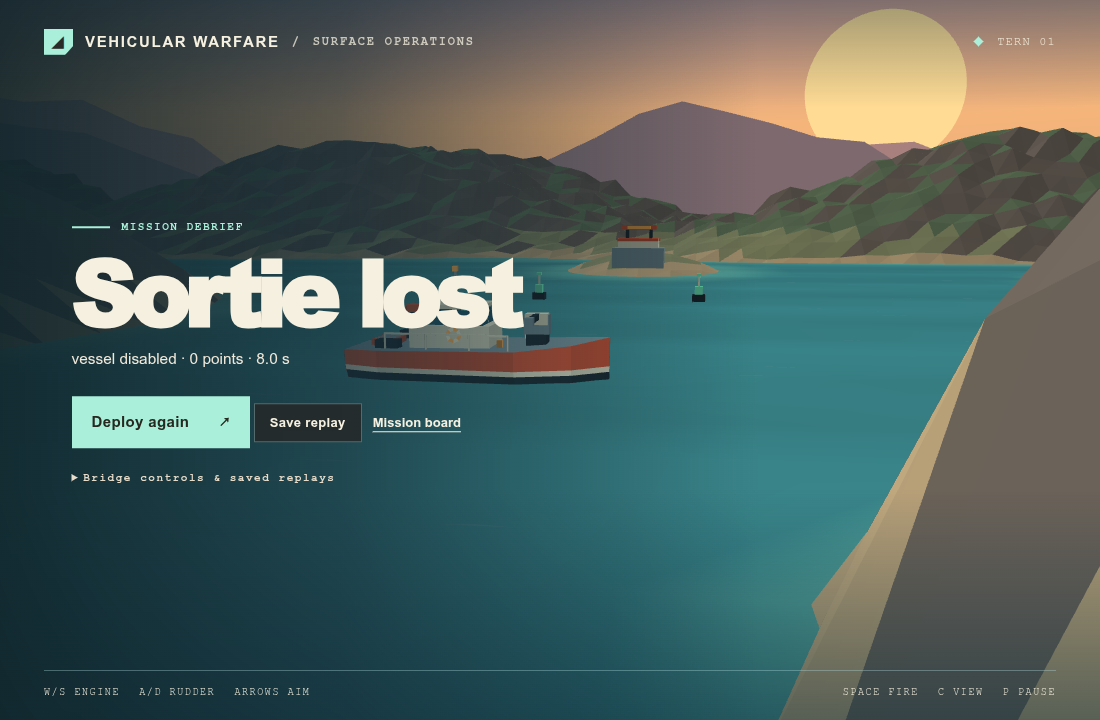 VEHICULAR WARFARE / SURFACE OPERATIONS
TERN 01
MISSION DEBRIEF
Sortie lost
vessel disabled · 0 points · 8.0 s
Deploy again ↗
Save replay
Mission board
Bridge controls & saved replays
W/S ENGINE A/D RUDDER ARROWS AIM
SPACE FIRE C VIEW P PAUSE